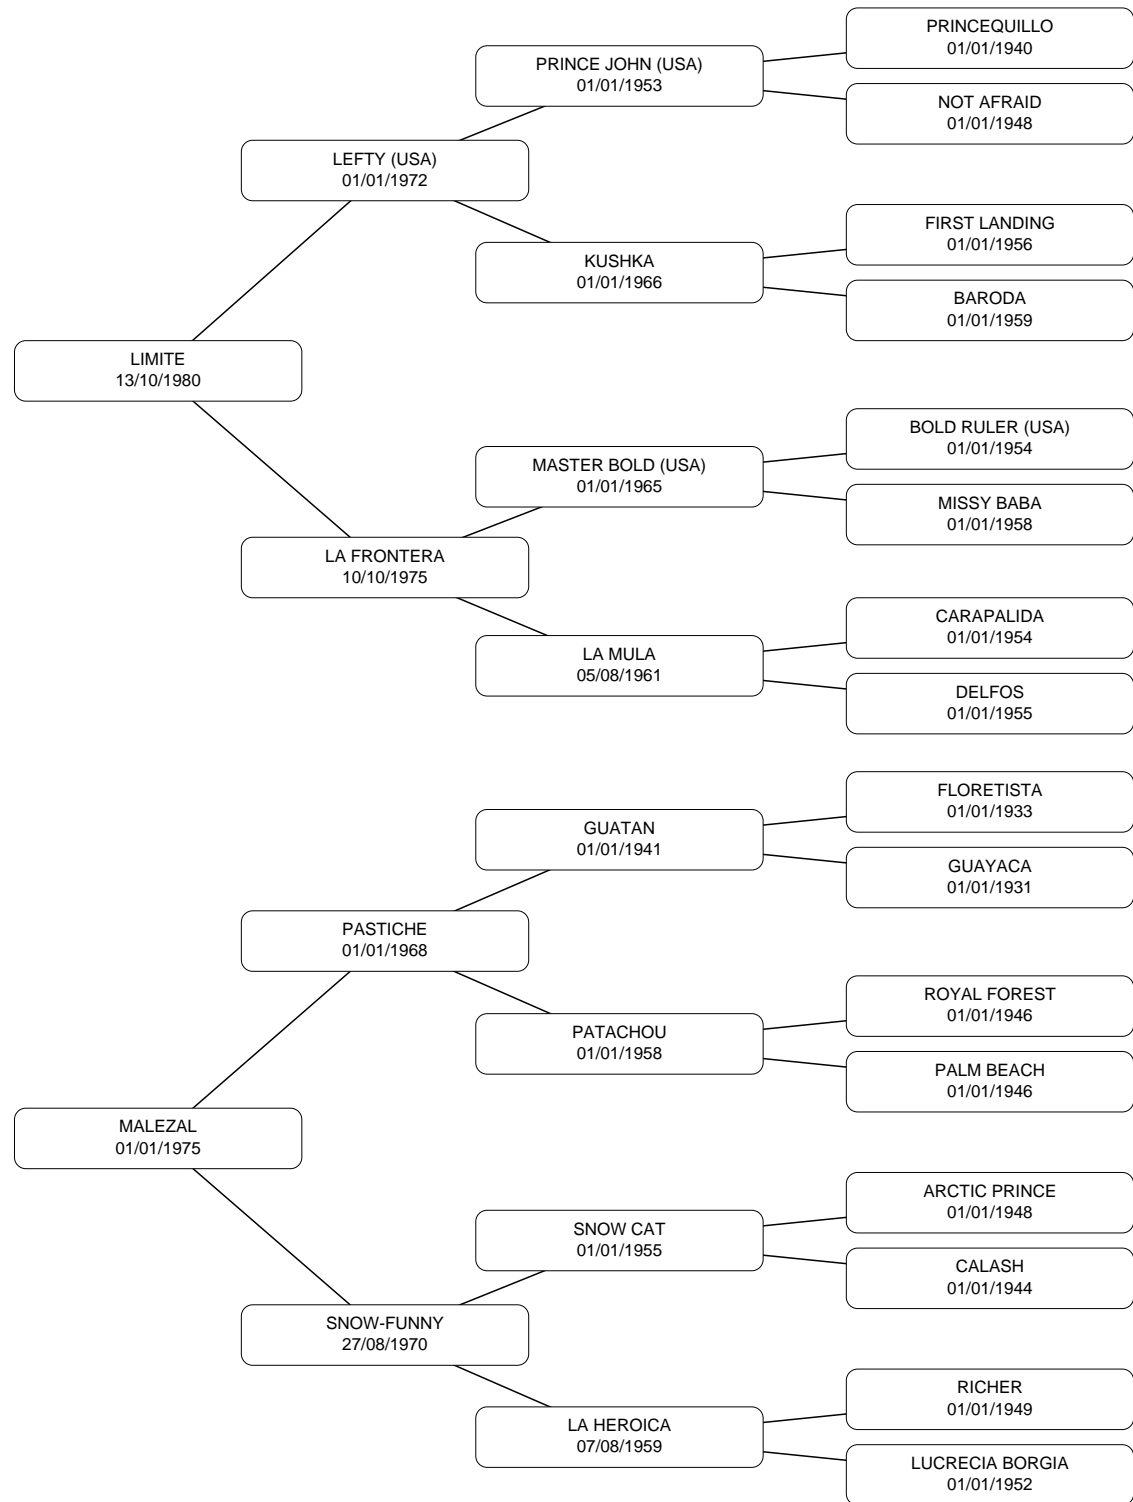 PRINCEQUILLO
01/01/1940
PRINCE JOHN (USA)
01/01/1953
NOT AFRAID
01/01/1948
LEFTY (USA)
01/01/1972
FIRST LANDING
01/01/1956
KUSHKA
01/01/1966
BARODA
01/01/1959
LIMITE
13/10/1980
BOLD RULER (USA)
01/01/1954
MASTER BOLD (USA)
01/01/1965
MISSY BABA
01/01/1958
LA FRONTERA
10/10/1975
CARAPALIDA
01/01/1954
LA MULA
05/08/1961
DELFOS
01/01/1955
FLORETISTA
01/01/1933
GUATAN
01/01/1941
GUAYACA
01/01/1931
PASTICHE
01/01/1968
ROYAL FOREST
01/01/1946
PATACHOU
01/01/1958
PALM BEACH
01/01/1946
MALEZAL
01/01/1975
ARCTIC PRINCE
01/01/1948
SNOW CAT
01/01/1955
CALASH
01/01/1944
SNOW-FUNNY
27/08/1970
RICHER
01/01/1949
LA HEROICA
07/08/1959
LUCRECIA BORGIA
01/01/1952